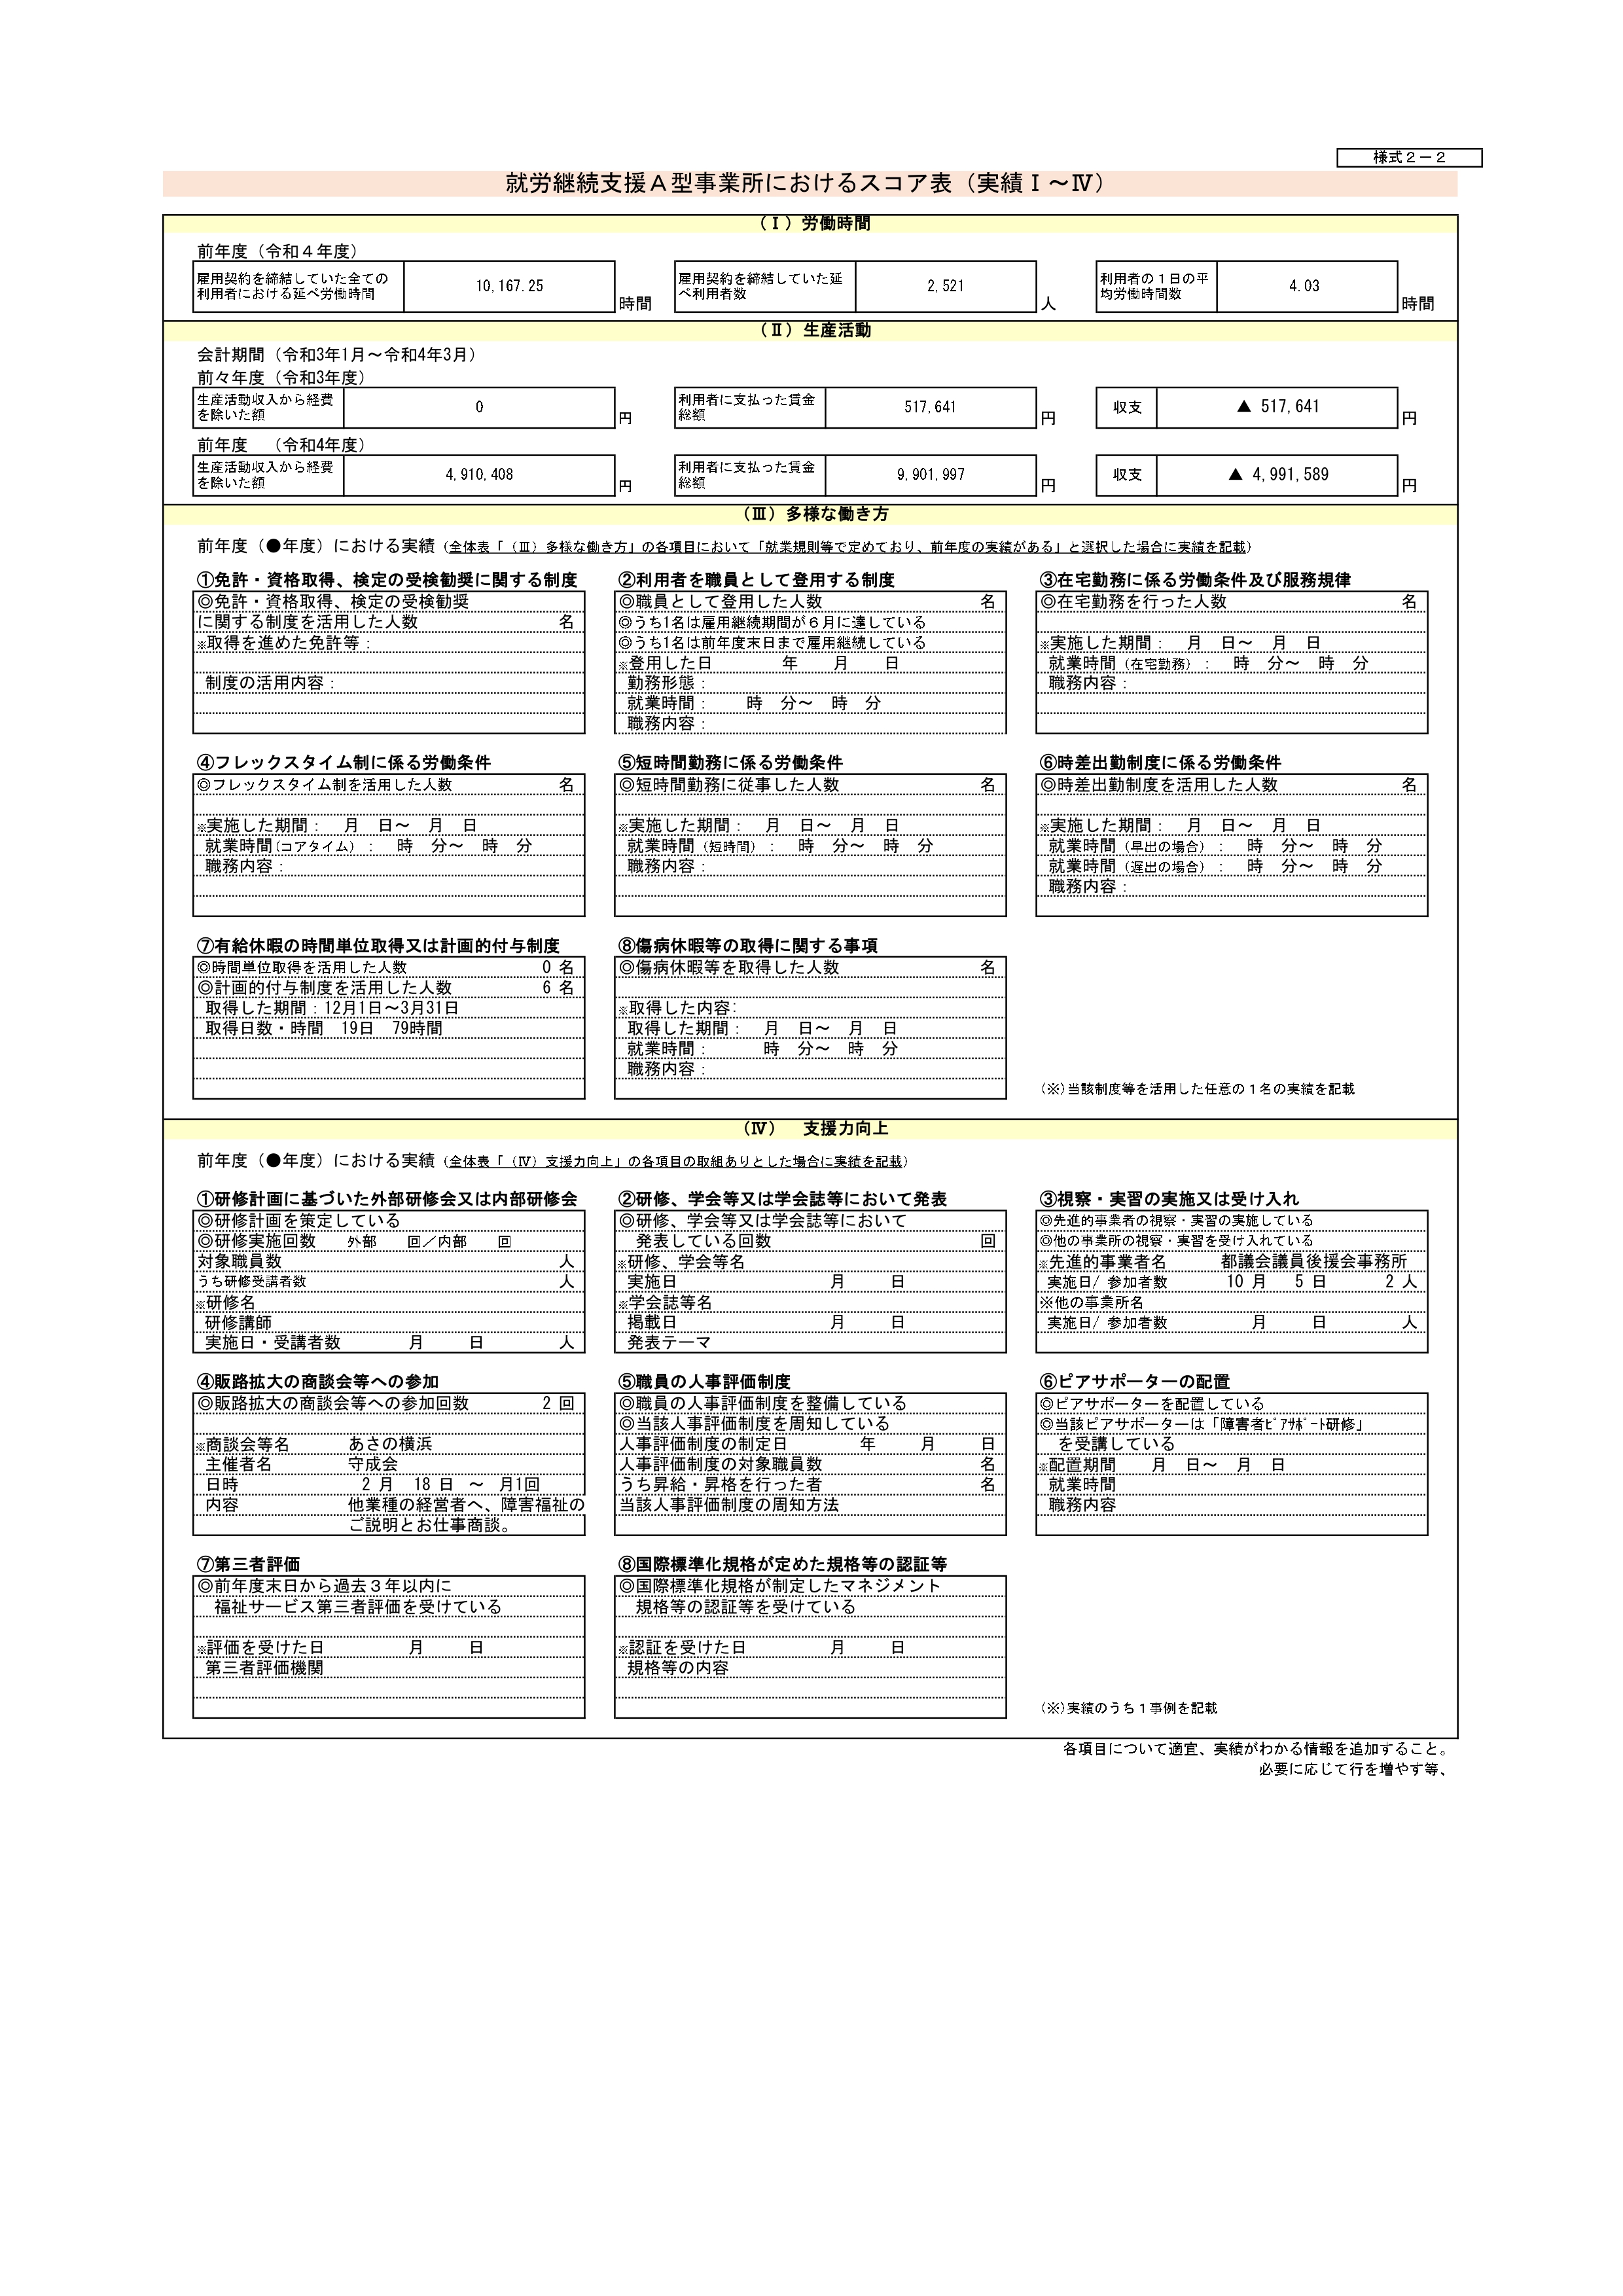 様式２－２
就労継続支援Ａ型事業所におけるスコア表（実績Ⅰ～Ⅳ）
（Ⅰ）労働時間
前年度（令和４年度）
雇用契約を締結していた全ての
利用者における延べ労働時間
10,167.25
時間
雇用契約を締結していた延
べ利用者数
2,521
人
利用者の１日の平
均労働時間数
4.03
時間
（Ⅱ）生産活動
会計期間（令和3年1月～令和4年3月）
前々年度（令和3年度）
生産活動収入から経費
を除いた額
0
円
利用者に支払った賃金
総額
517,641
円
収支
▲ 517,641
円
前年度　（令和4年度）
生産活動収入から経費
を除いた額
4,910,408
円
利用者に支払った賃金
総額
9,901,997
円
収支
▲ 4,991,589
円
（Ⅲ）多様な働き方
前年度（●年度）における実績（全体表「（Ⅲ）多様な働き方」の各項目において「就業規則等で定めており、前年度の実績がある」と選択した場合に実績を記載）
①免許・資格取得、検定の受検勧奨に関する制度
◎免許・資格取得、検定の受検勧奨
に関する制度を活用した人数　名
※取得を進めた免許等：
制度の活用内容：
②利用者を職員として登用する制度
◎職員として登用した人数　名
◎うち1名は雇用継続期間が６月に達している
◎うち1名は前年度末日まで雇用継続している
※登用した日　年　月　日
勤務形態：
就業時間：　時　分～　時　分
職務内容：
③在宅勤務に係る労働条件及び服務規律
◎在宅勤務を行った人数　名
※実施した期間：　月　日～　月　日
就業時間（在宅勤務）：　時　分～　時　分
職務内容：
④フレックスタイム制に係る労働条件
◎フレックスタイム制を活用した人数　名
※実施した期間：　月　日～　月　日
就業時間(コアタイム)：　時　分～　時　分
職務内容：
⑤短時間勤務に係る労働条件
◎短時間勤務に従事した人数　名
※実施した期間：　月　日～　月　日
就業時間（短時間）：　時　分～　時　分
職務内容：
⑥時差出勤制度に係る労働条件
◎時差出勤制度を活用した人数　名
※実施した期間：　月　日～　月　日
就業時間（早出の場合）：　時　分～　時　分
就業時間（遅出の場合）：　時　分～　時　分
職務内容：
⑦有給休暇の時間単位取得又は計画的付与制度
◎時間単位取得を活用した人数　0 名
◎計画的付与制度を活用した人数　6 名
取得した期間：12月1日～3月31日
取得日数・時間　19日　79時間
⑧傷病休暇等の取得に関する事項
◎傷病休暇等を取得した人数　名
※取得した内容：
取得した期間：　月　日～　月　日
就業時間：　時　分～　時　分
職務内容：
（※）当該制度等を活用した任意の１名の実績を記載
（Ⅳ）　支援力向上
前年度（●年度）における実績（全体表「（Ⅳ）支援力向上」の各項目の取組ありとした場合に実績を記載）
①研修計画に基づいた外部研修会又は内部研修会
◎研修計画を策定している
◎研修実施回数　外部　回／内部　回
対象職員数　人
うち研修受講者数　人
※研修名
研修講師
実施日・受講者数　月　日　人
②研修、学会等又は学会誌等において発表
◎研修、学会等又は学会誌等において
発表している回数　回
※研修、学会等名
実施日　月　日
※学会誌等名
掲載日　月　日
発表テーマ
③視察・実習の実施又は受け入れ
◎先進的事業者の視察・実習の実施している
◎他の事業所の視察・実習を受け入れている
※先進的事業者名　都議会議員後援会事務所
実施日/ 参加者数　10 月　5 日　2 人
※他の事業所名
実施日/ 参加者数　月　日　人
④販路拡大の商談会等への参加
◎販路拡大の商談会等への参加回数　2 回
※商談会等名　あさの横浜
主催者名　守成会
日時　2 月　18 日　～　月1回
内容　他業種の経営者へ、障害福祉の
ご説明とお仕事商談。
⑤職員の人事評価制度
◎職員の人事評価制度を整備している
◎当該人事評価制度を周知している
人事評価制度の制定日　年　月　日
人事評価制度の対象職員数　名
うち昇給・昇格を行った者　名
当該人事評価制度の周知方法
⑥ピアサポーターの配置
◎ピアサポーターを配置している
◎当該ピアサポーターは「障害者ﾋﾟｱｻﾎﾟｰﾄ研修」
を受講している
※配置期間　月　日～　月　日
就業時間
職務内容
⑦第三者評価
◎前年度末日から過去３年以内に
福祉サービス第三者評価を受けている
※評価を受けた日　月　日
第三者評価機関
⑧国際標準化規格が定めた規格等の認証等
◎国際標準化規格が制定したマネジメント
規格等の認証等を受けている
※認証を受けた日　月　日
規格等の内容
（※）実績のうち１事例を記載
各項目について適宜、実績がわかる情報を追加すること。
必要に応じて行を増やす等、